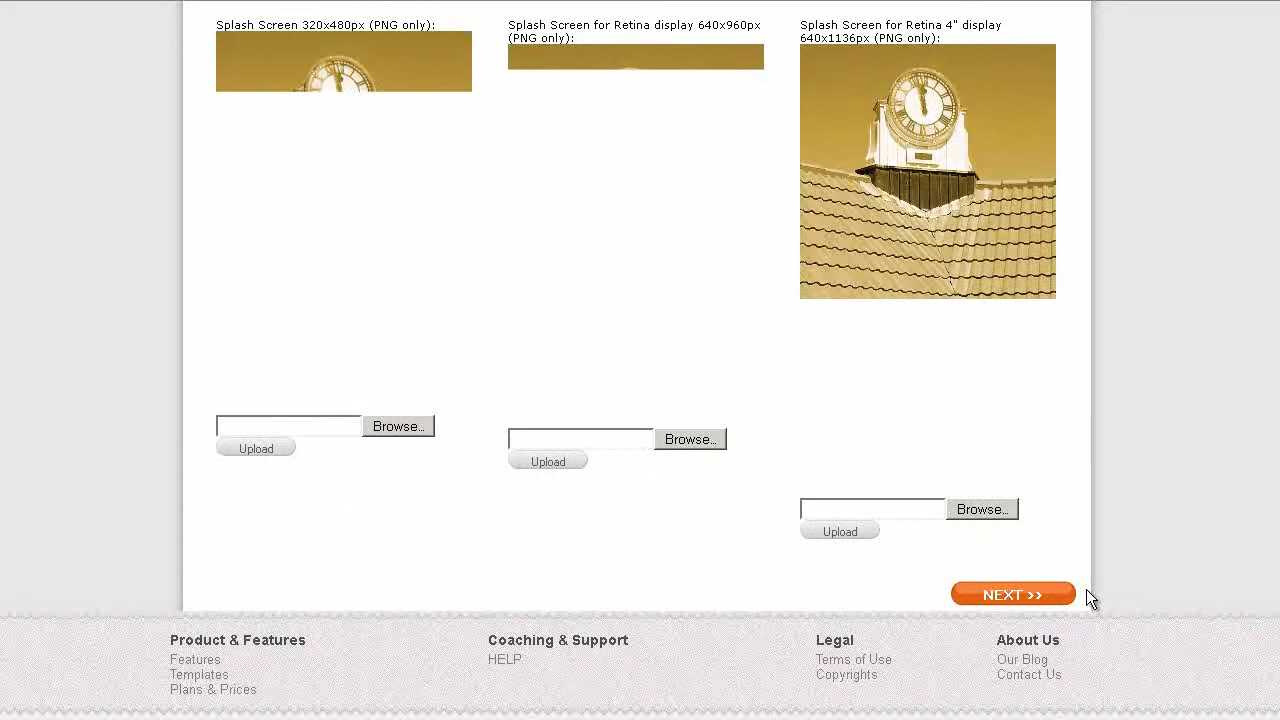 Splash Screen 320x480px (PNG only):
Splash Screen for Retina display 640x960px
(PNG only):
Splash Screen for Retina 4" display
640x1136px (PNG only):
Browse...
Upload
Browse...
Upload
Browse...
Upload
NEXT >>
Product & Features
Features
Templates
Plans & Prices
Coaching & Support
HELP
Legal
Terms of Use
Copyrights
About Us
Our Blog
Contact Us